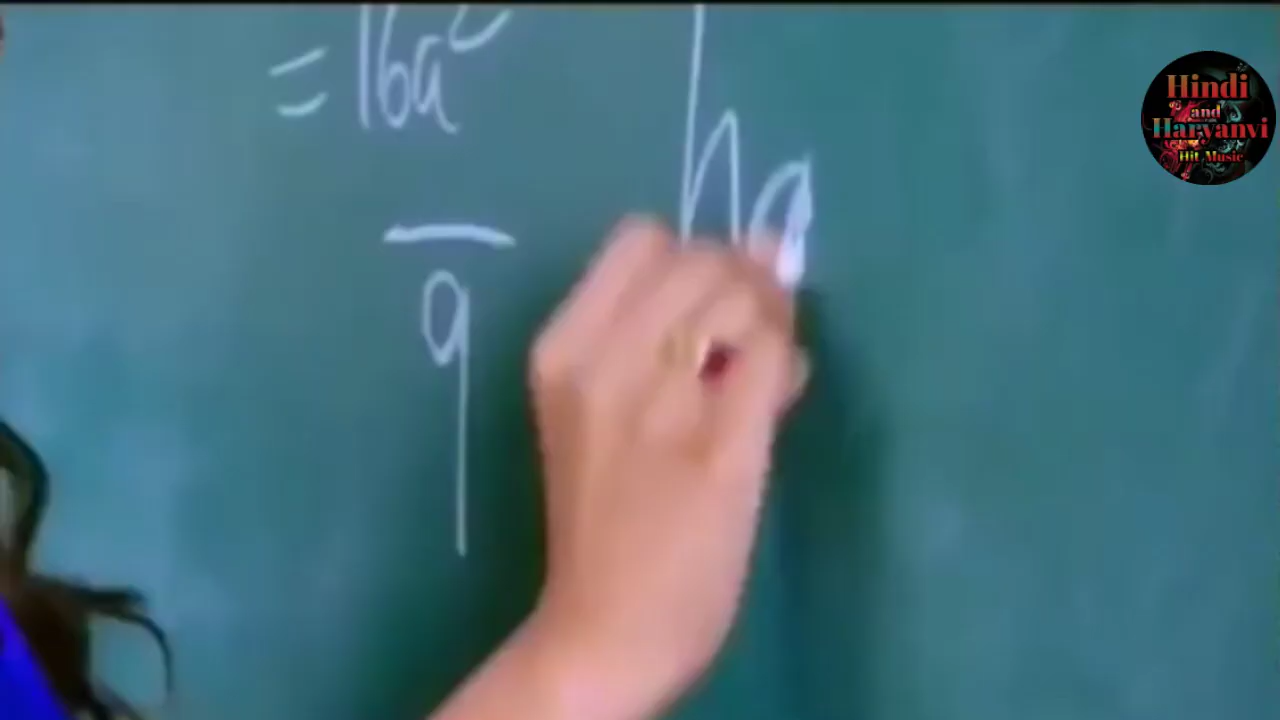 = 16a²
9
ha
Hindi
and
Haryanvi
Hit Music